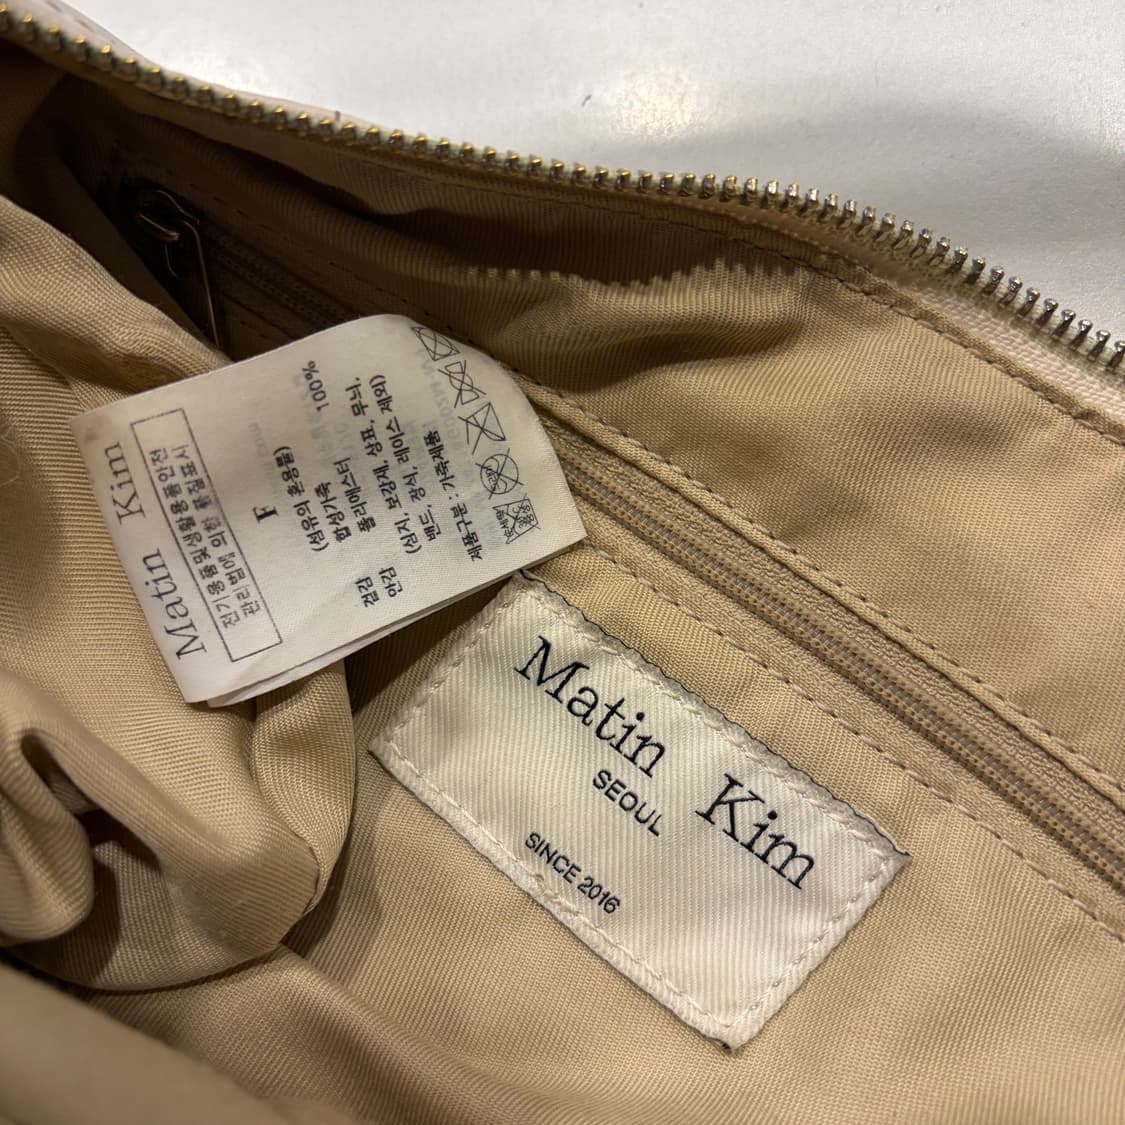 Matin Kim
전기용품및생활용품안전
관리법에 의한 품질표시
F
(섬유의 혼용율)
겉감 합성가죽 100%
안감 폴리에스터
(심지, 보강재, 상표, 무늬,
밴드, 장식, 레이스 제외)
제품구분 : 가죽제품
Matin Kim
SEOUL
SINCE 2016